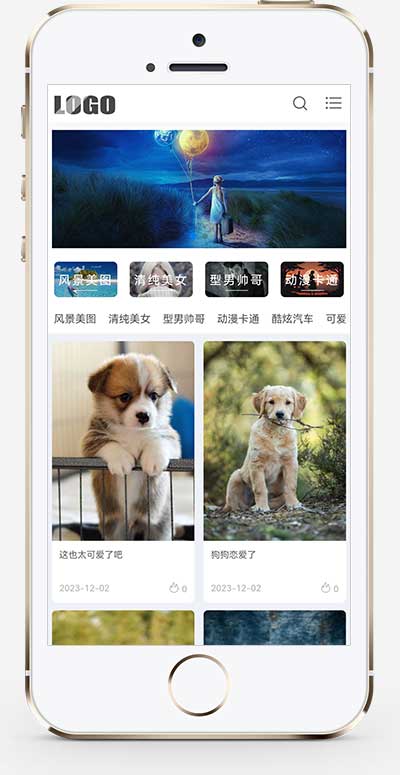 LOGO
风景美图 清纯美女 型男帅哥 动漫卡通
风景美图 清纯美女 型男帅哥 动漫卡通 酷炫汽车 可爱
这也太可爱了吧 狗狗恋爱了
2023-12-02 0 2023-12-02 0